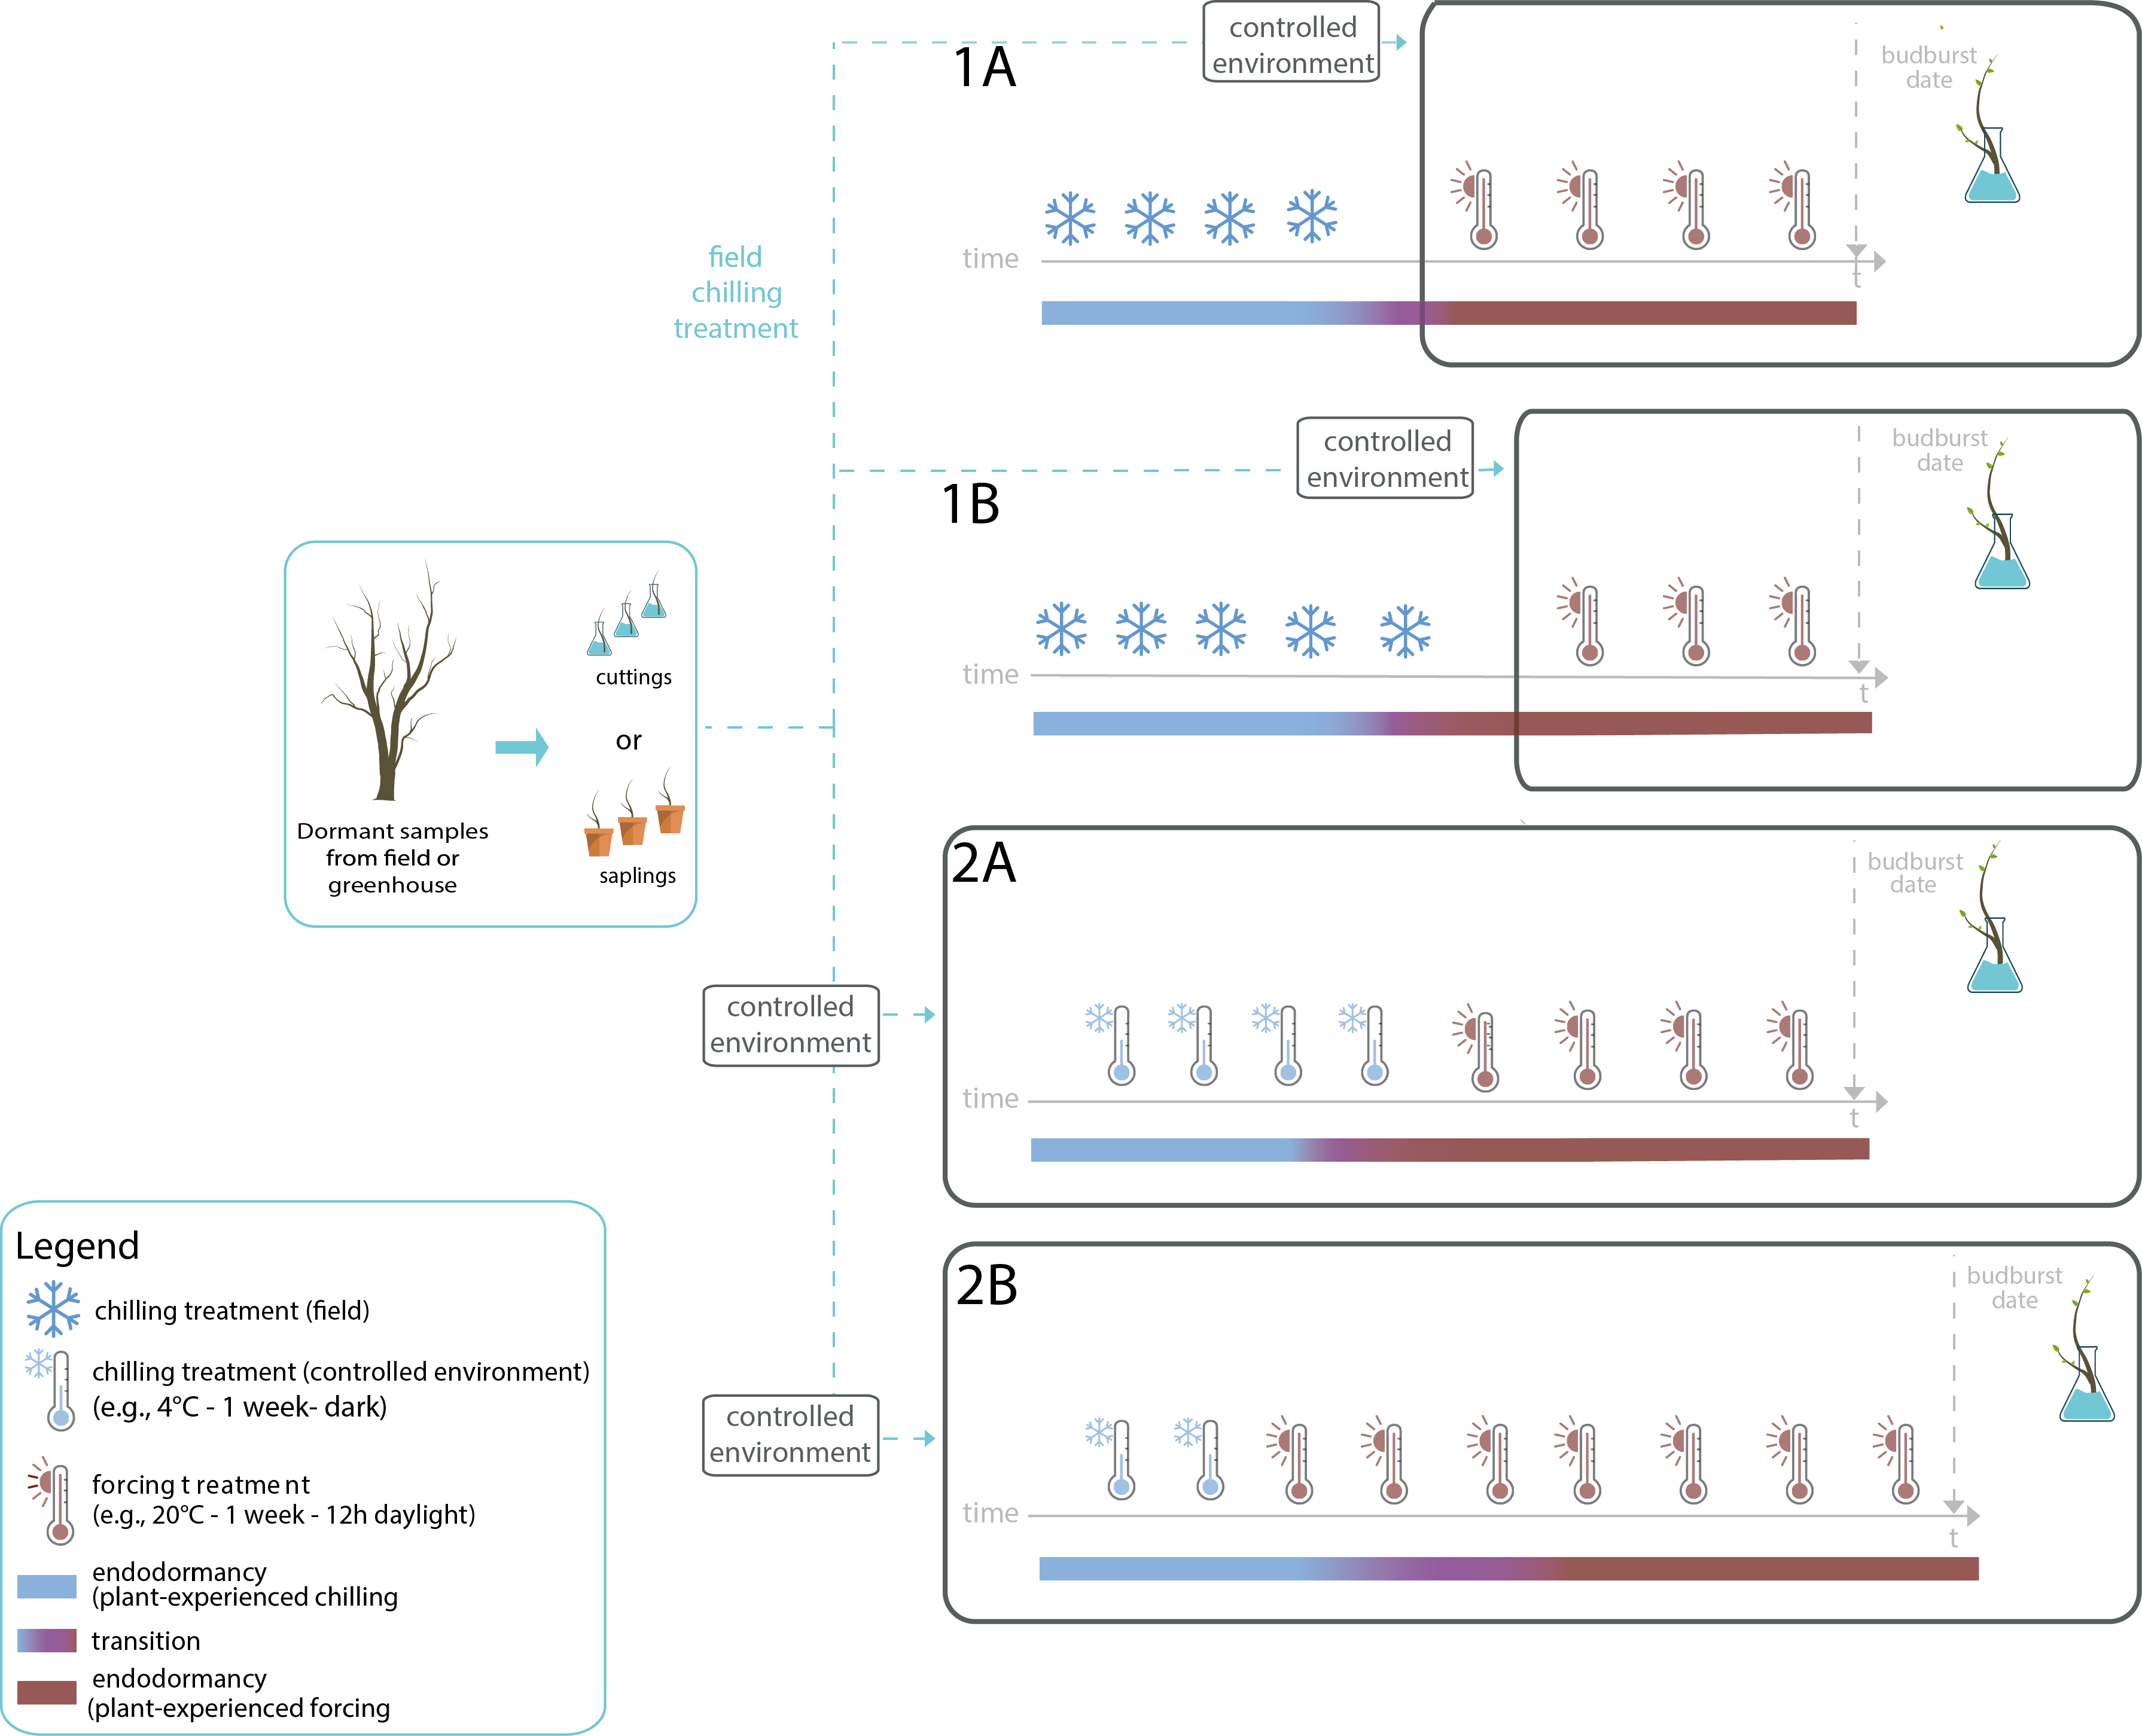 controlled
environment
1A
budburst
date
field
chilling
treatment
time
t
controlled
environment
1B
budburst
date
time
t
cuttings
or
saplings
Dormant samples
from field or
greenhouse
2A
budburst
date
controlled
environment
time
t
2B
budburst
date
controlled
environment
time
t
Legend
chilling treatment (field)
chilling treatment (controlled environment)
(e.g., 4°C - 1 week- dark)
forcing t reatme nt
(e.g., 20°C - 1 week - 12h daylight)
endodormancy
(plant-experienced chilling
transition
endodormancy
(plant-experienced forcing